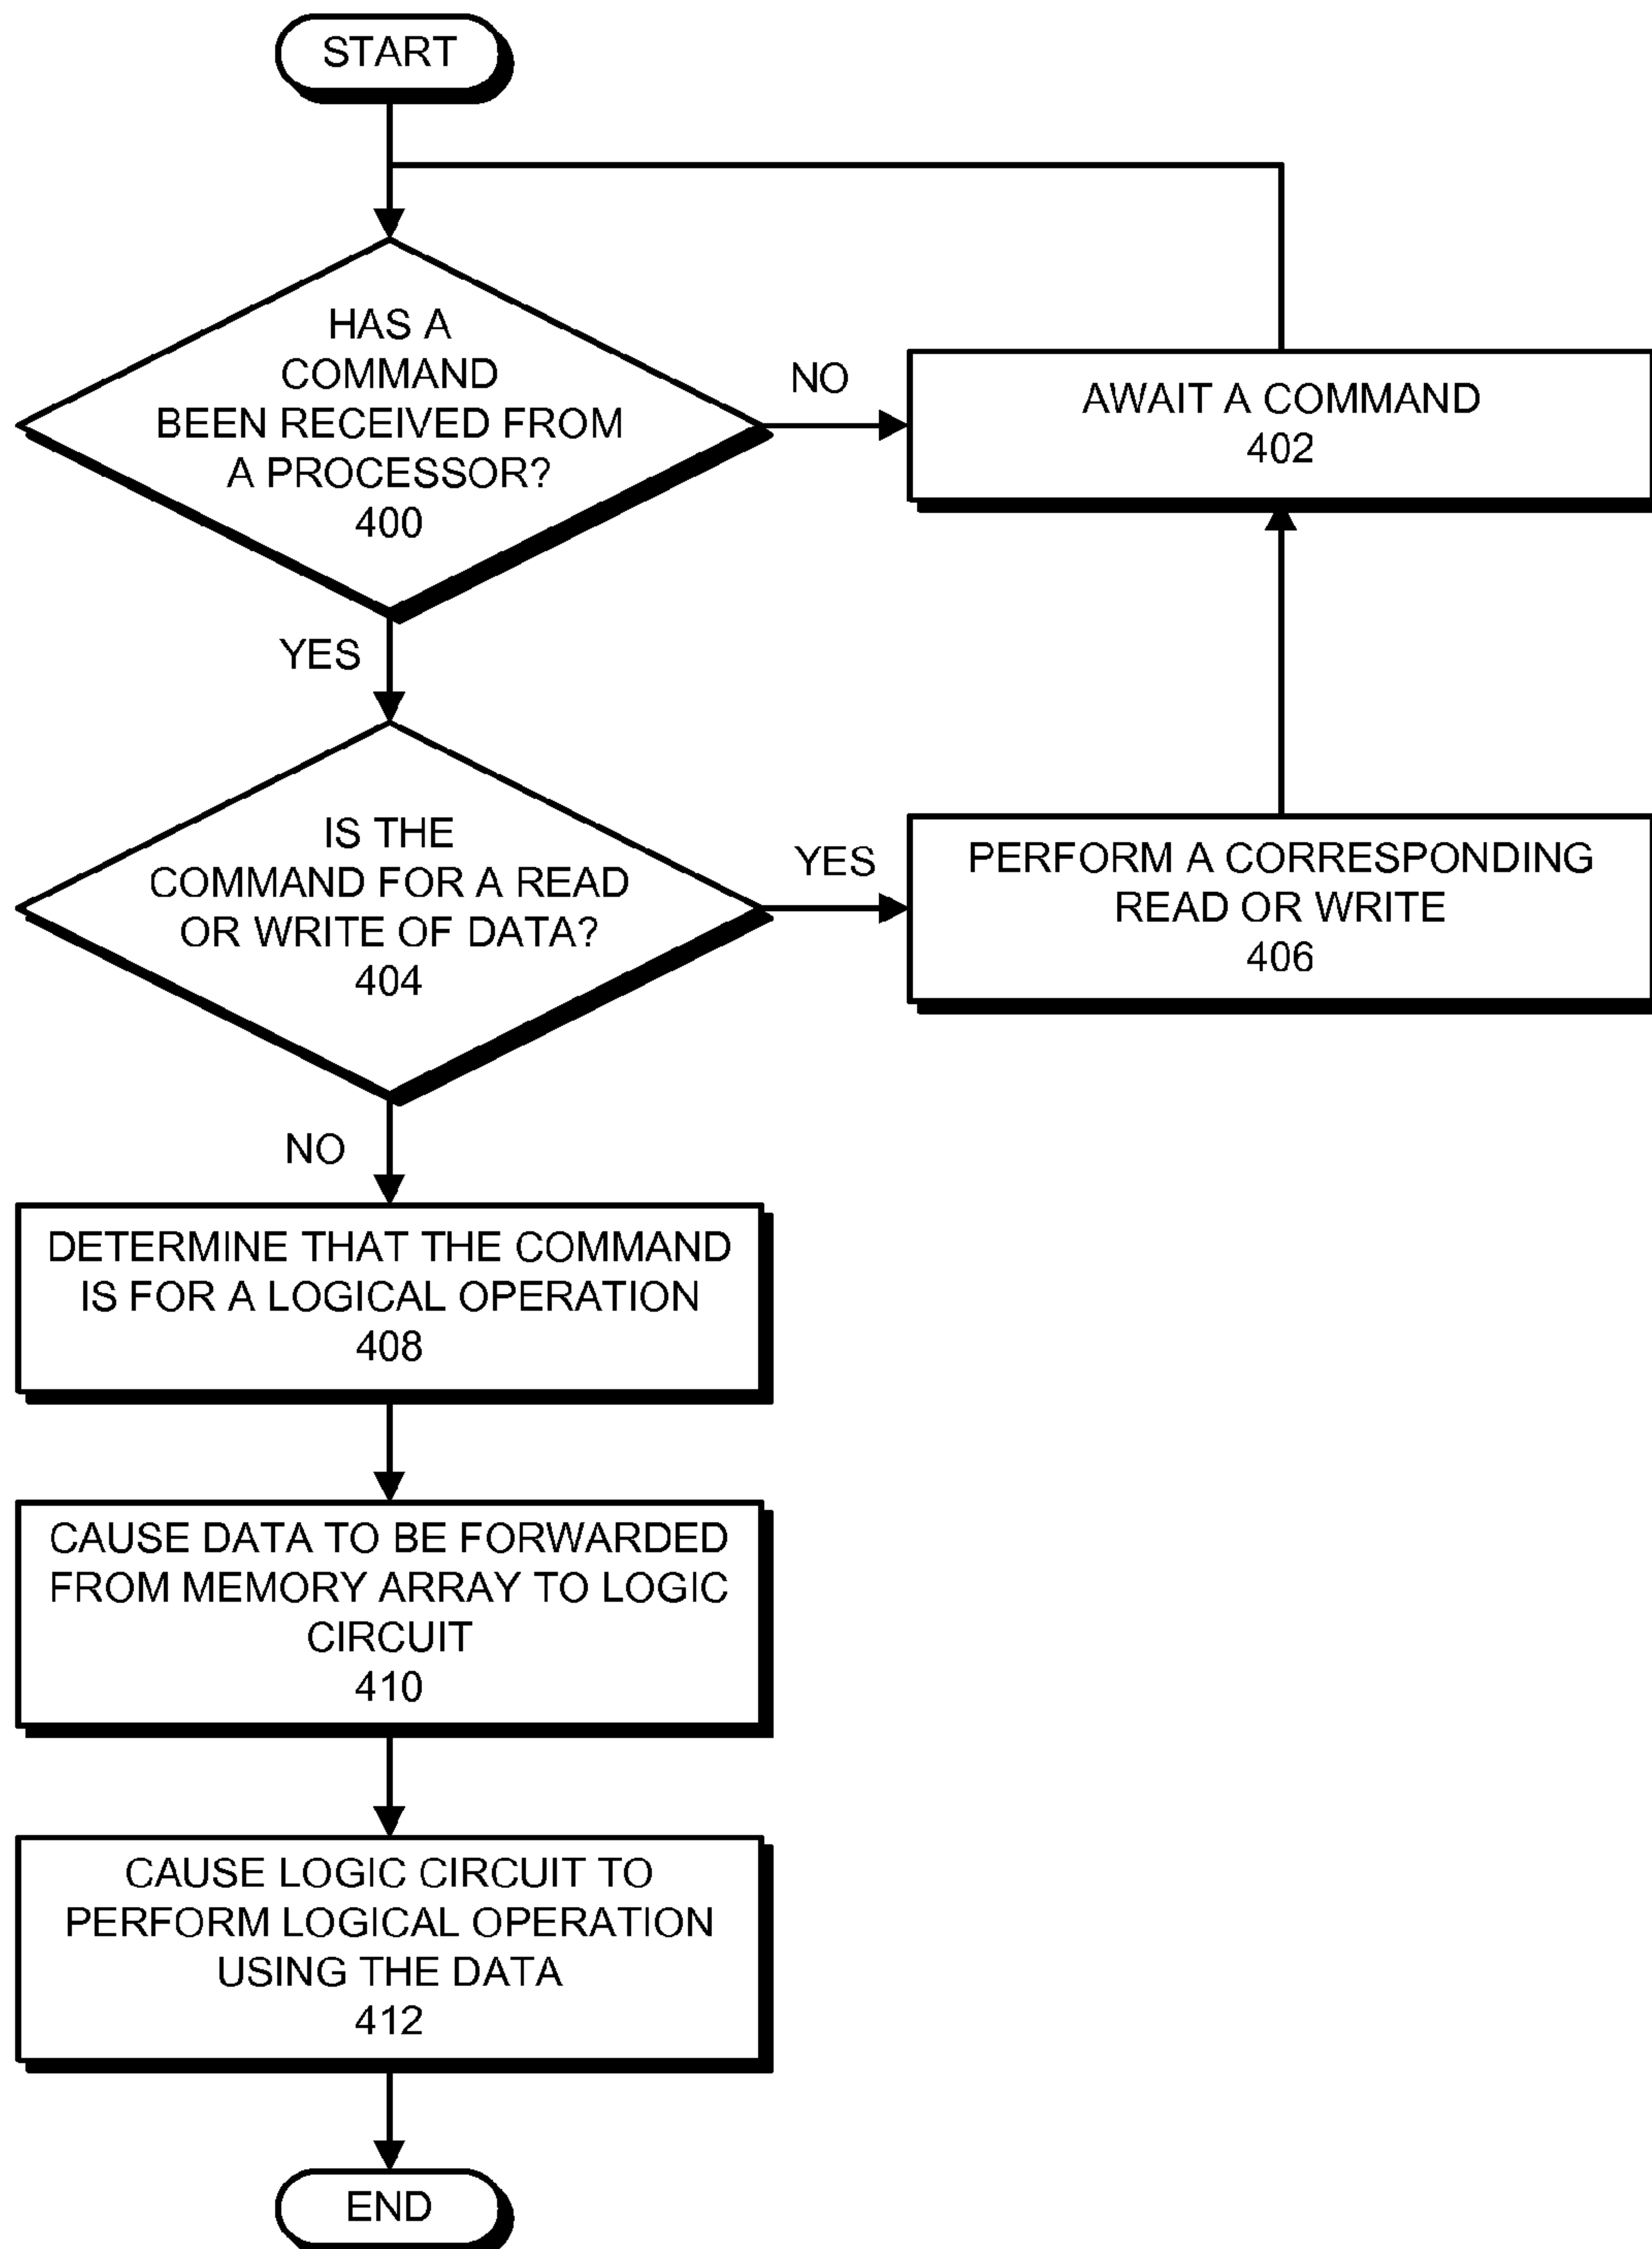 START
HAS A
COMMAND
BEEN RECEIVED FROM
A PROCESSOR?
400
NO
AWAIT A COMMAND
402
YES
IS THE
COMMAND FOR A READ
OR WRITE OF DATA?
404
YES
PERFORM A CORRESPONDING
READ OR WRITE
406
NO
DETERMINE THAT THE COMMAND
IS FOR A LOGICAL OPERATION
408
CAUSE DATA TO BE FORWARDED
FROM MEMORY ARRAY TO LOGIC
CIRCUIT
410
CAUSE LOGIC CIRCUIT TO
PERFORM LOGICAL OPERATION
USING THE DATA
412
END